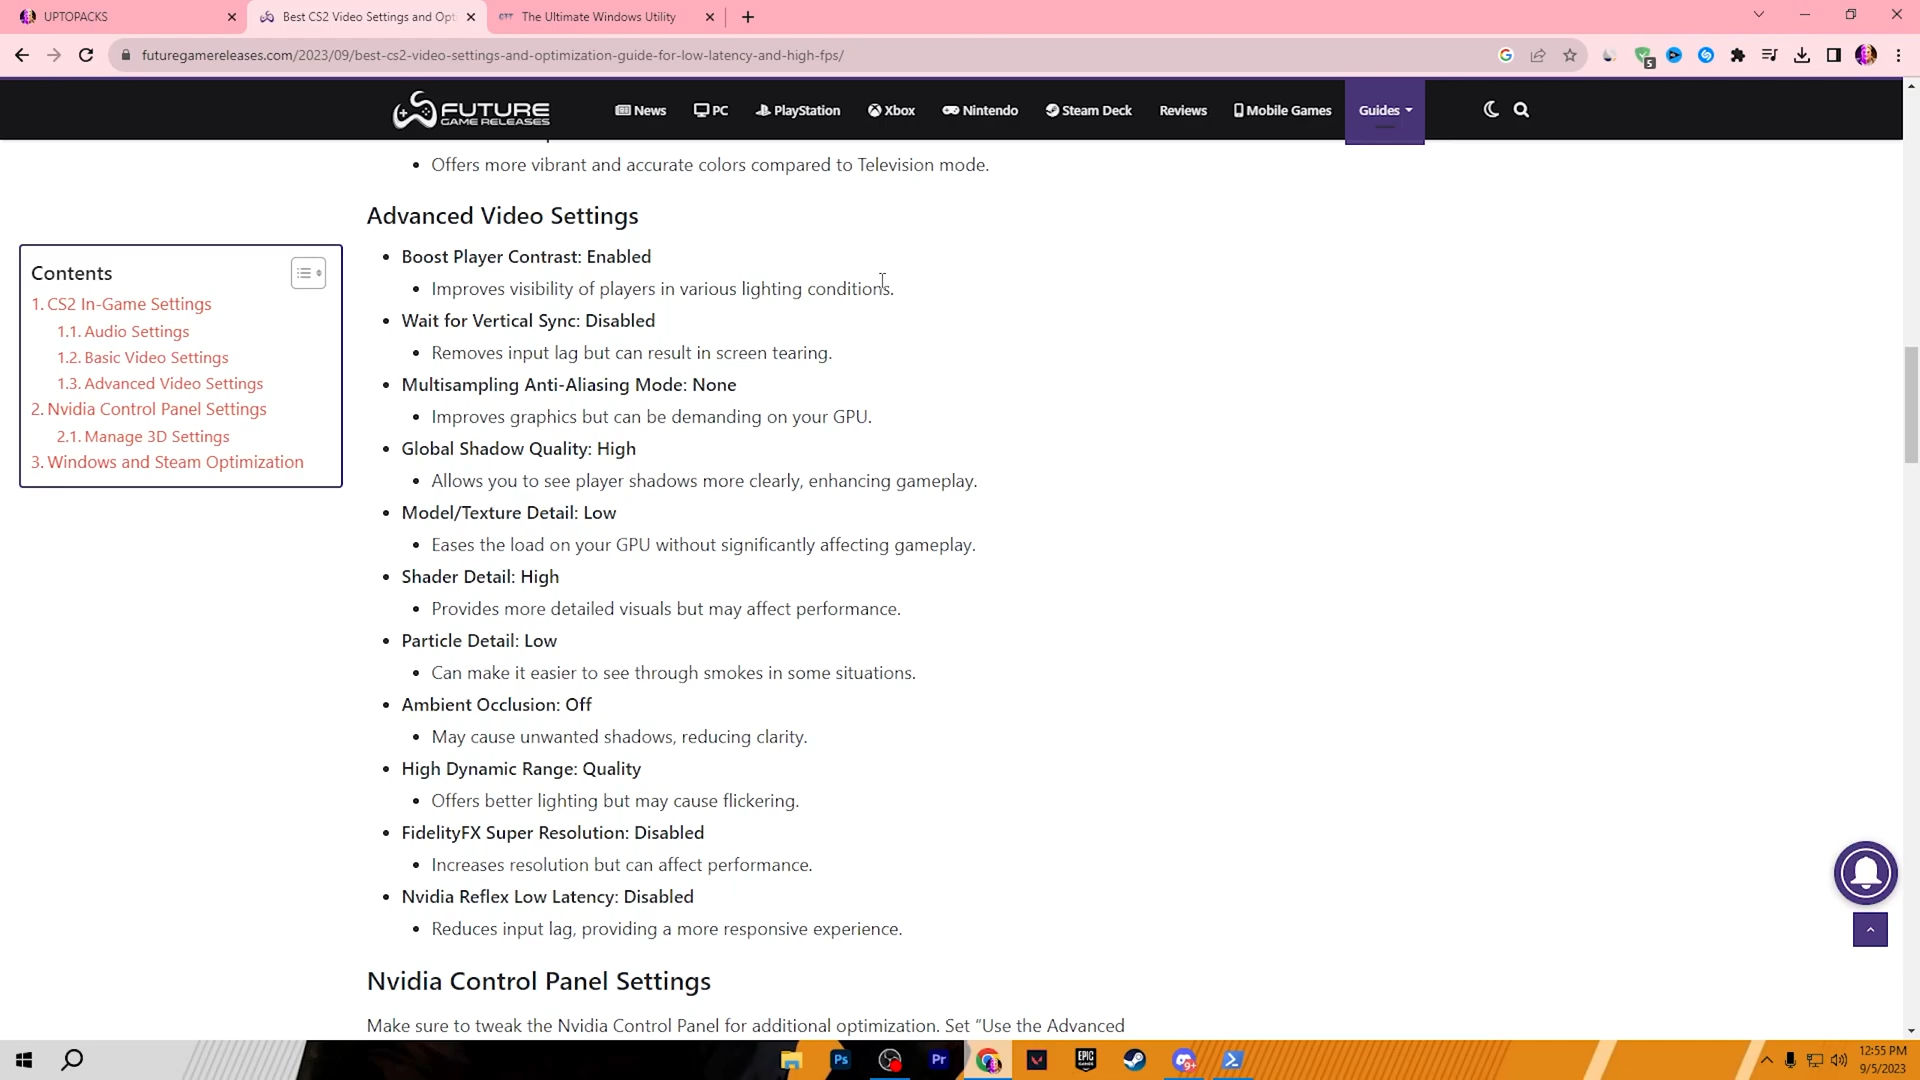 UPTOPACKS
Best CS2 Video Settings and Opt
The Ultimate Windows Utility
futuregamereleases.com/2023/09/best-cs2-video-settings-and-optimization-guide-for-low-latency-and-high-fps/
5
FUTURE
GAME RELEASES
News
PC
PlayStation
Xbox
Nintendo
Steam Deck
Reviews
Mobile Games
Guides
• Offers more vibrant and accurate colors compared to Television mode.
Contents
1. CS2 In-Game Settings
1.1. Audio Settings
1.2. Basic Video Settings
1.3. Advanced Video Settings
2. Nvidia Control Panel Settings
2.1. Manage 3D Settings
3. Windows and Steam Optimization
Advanced Video Settings
• Boost Player Contrast: Enabled
• Improves visibility of players in various lighting conditions.
• Wait for Vertical Sync: Disabled
• Removes input lag but can result in screen tearing.
• Multisampling Anti-Aliasing Mode: None
• Improves graphics but can be demanding on your GPU.
• Global Shadow Quality: High
• Allows you to see player shadows more clearly, enhancing gameplay.
• Model/Texture Detail: Low
• Eases the load on your GPU without significantly affecting gameplay.
• Shader Detail: High
• Provides more detailed visuals but may affect performance.
• Particle Detail: Low
• Can make it easier to see through smokes in some situations.
• Ambient Occlusion: Off
• May cause unwanted shadows, reducing clarity.
• High Dynamic Range: Quality
• Offers better lighting but may cause flickering.
• FidelityFX Super Resolution: Disabled
• Increases resolution but can affect performance.
• Nvidia Reflex Low Latency: Disabled
• Reduces input lag, providing a more responsive experience.
Nvidia Control Panel Settings
Make sure to tweak the Nvidia Control Panel for additional optimization. Set “Use the Advanced
Ps
Pr
EPIC
9+
12:55 PM
9/5/2023